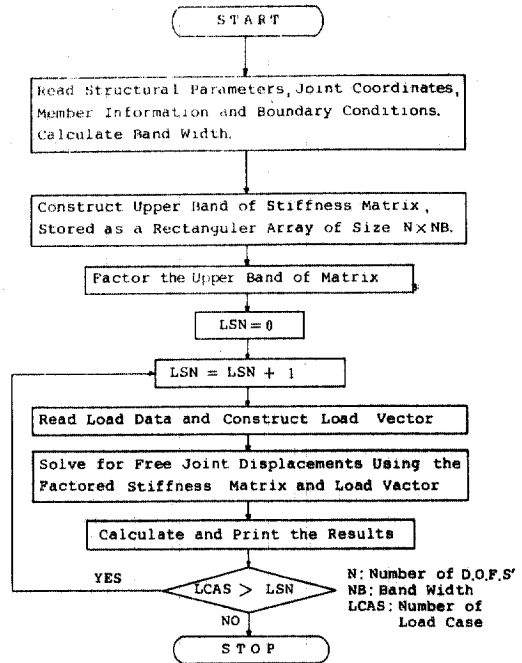 START
Read Structural Parameters, Joint Coordinates,
Member Information and Boundary Conditions.
Calculate Band Width.
Construct Upper Band of Stiffness Matrix,
Stored as a Rectanguler Array of Size N×NB.
Factor the Upper Band of Matrix
LSN=0
LSN = LSN + 1
Read Load Data and Construct Load Vector
Solve for Free Joint Displacements Using the
Factored Stiffness Matrix and Load Vactor
Calculate and Print the Results
YES
LCAS > LSN
NO
STOP
N: Number of D.O.F.S'
NB: Band Width
LCAS: Number of
Load Case